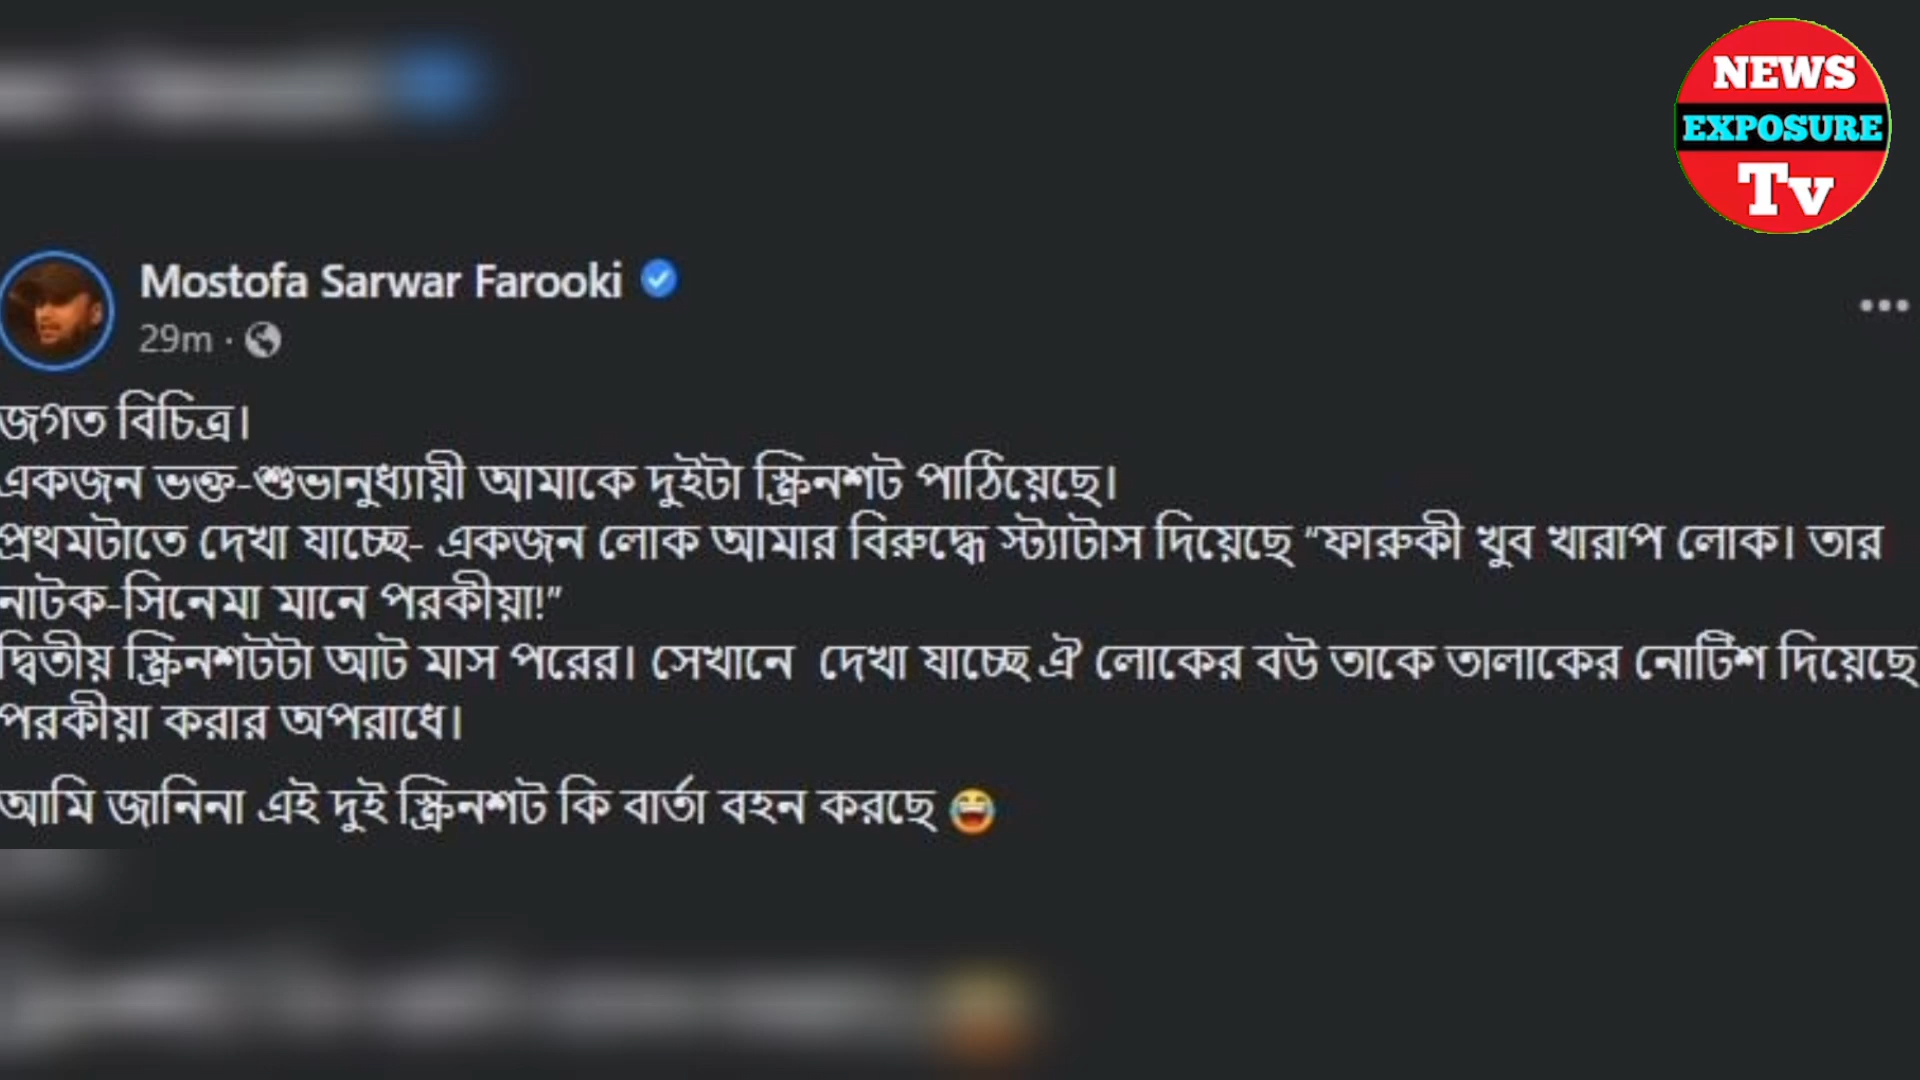 NEWS
EXPOSURE
Tv
Mostofa Sarwar Farooki
29m ·
জগত বিচিত্র।
একজন ভক্ত-শুভানুধ্যায়ী আমাকে দুইটা স্ক্রিনশট পাঠিয়েছে।
প্রথমটাতে দেখা যাচ্ছে- একজন লোক আমার বিরুদ্ধে স্ট্যাটাস দিয়েছে “ফারুকী খুব খারাপ লোক। তার
নাটক-সিনেমা মানে পরকীয়া!”
দ্বিতীয় স্ক্রিনশটটা আট মাস পরের। সেখানে দেখা যাচ্ছে ঐ লোকের বউ তাকে তালাকের নোটিশ দিয়েছে
পরকীয়া করার অপরাধে।
আমি জানিনা এই দুই স্ক্রিনশট কি বার্তা বহন করছে 😂